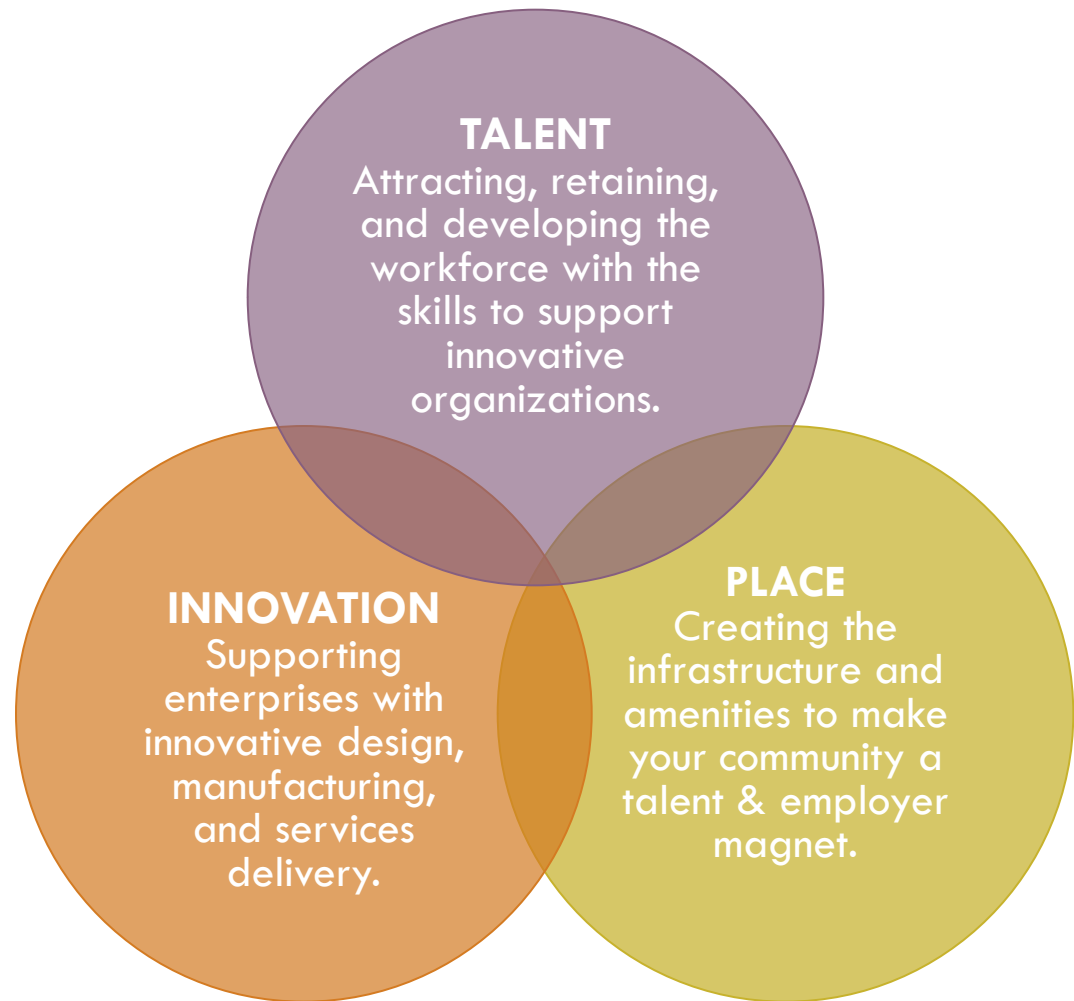 TALENT
Attracting, retaining,
and developing the
workforce with the
skills to support
innovative
organizations.
INNOVATION
Supporting
enterprises with
innovative design,
manufacturing,
and services
delivery.
PLACE
Creating the
infrastructure and
amenities to make
your community a
talent & employer
magnet.